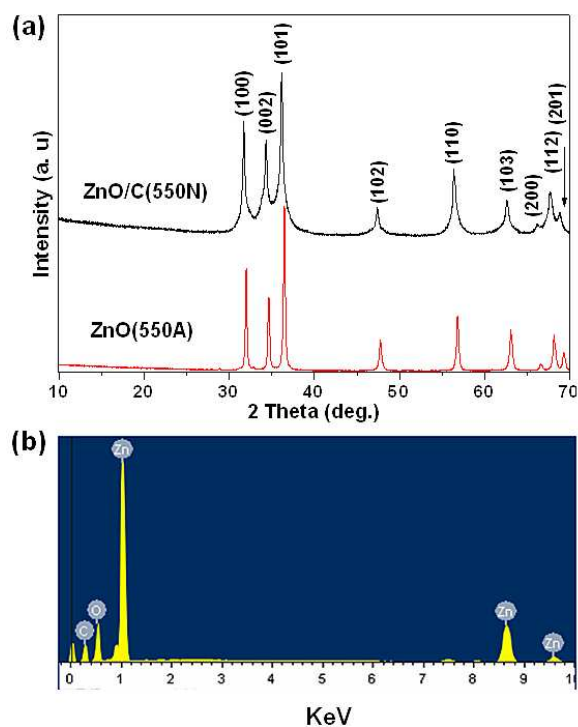 (a)
(100)
(002)
(101)
(102)
(110)
(103)
(200)
(112)
(201)
ZnO/C(550N)
ZnO(550A)
Intensity (a. u)
10 20 30 40 50 60 70
2 Theta (deg.)
(b)
Zn
C
O
Zn
Zn
0 1 2 3 4 5 6 7 8 9 10
KeV